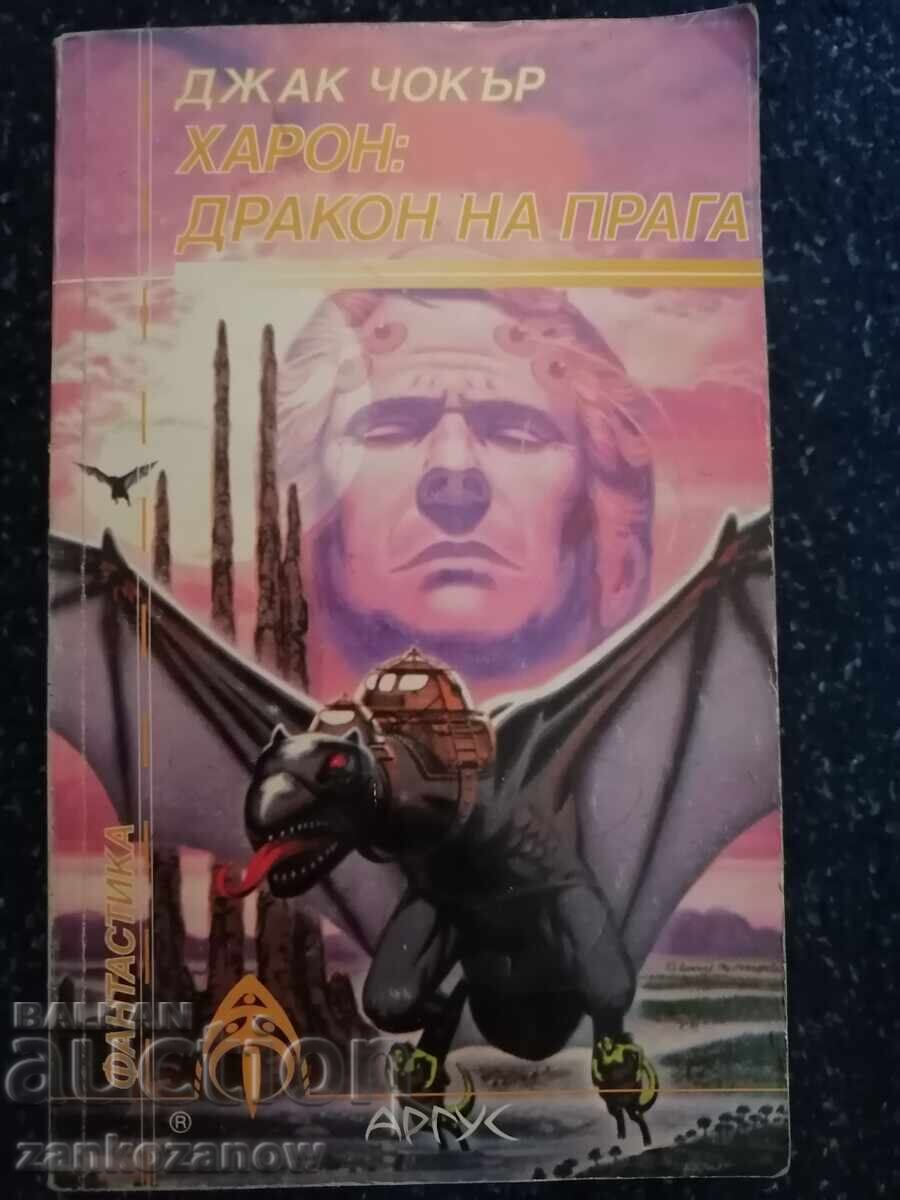 ДЖАК ЧОКЪР
ХАРОН:
ДРАКОН НА ПРАГА
ФАНТАСТИКА
BALKAN
auction
®
АРГУС
zankozanow